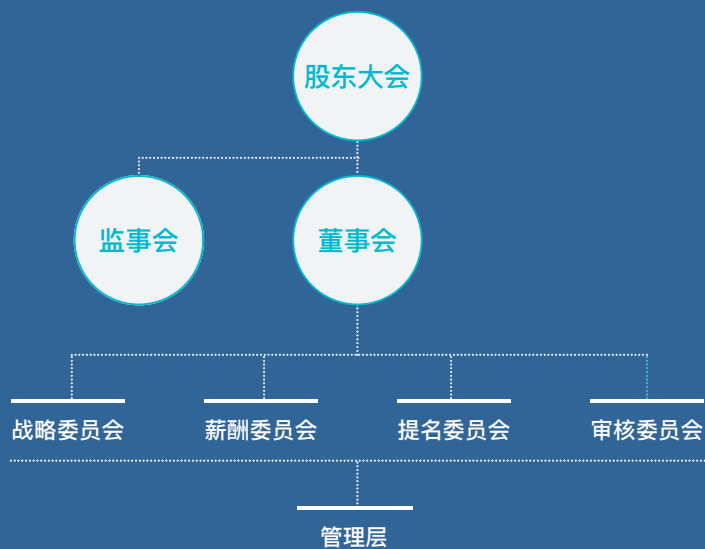 股东大会
监事会
董事会
战略委员会
薪酬委员会
提名委员会
审核委员会
管理层